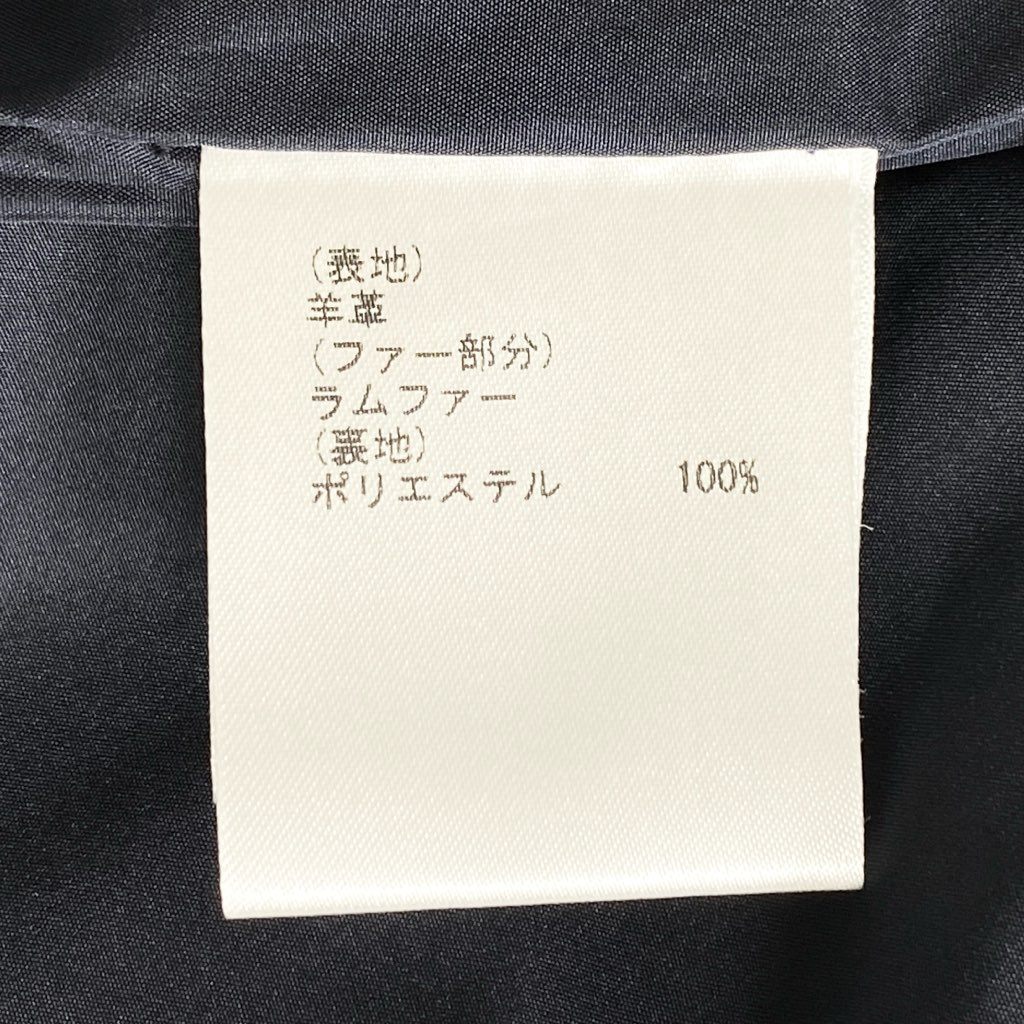 (表地)
羊革
(ファー部分)
ラムファー
(裏地)
ポリエステル 100%